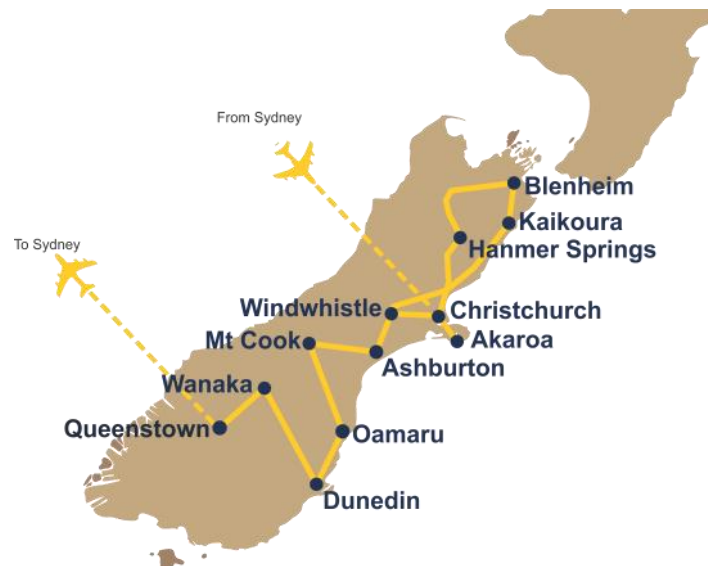 From Sydney
To Sydney
Blenheim
Kaikoura
Hanmer Springs
Windwhistle
Christchurch
Mt Cook
Akaroa
Ashburton
Wanaka
Queenstown
Oamaru
Dunedin